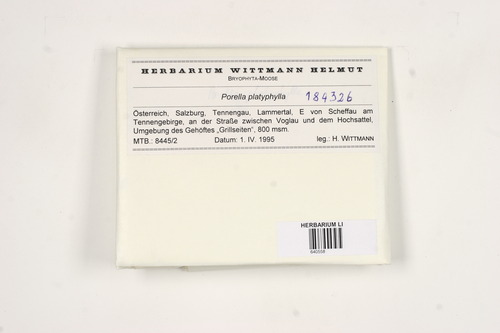 HERBARIUM WITTMANN HELMUT
BRYOPHYTA-MOOSE
Porella platyphylla 184326
Österreich, Salzburg, Tennengau, Lammertal, E von Scheffau am
Tennengebirge, an der Straße zwischen Voglau und dem Hochsattel,
Umgebung des Gehöftes „Grillseiten“, 800 msm.
MTB.: 8445/2 Datum: 1. IV. 1995 leg.: H. WITTMANN
HERBARIUM LI
640558